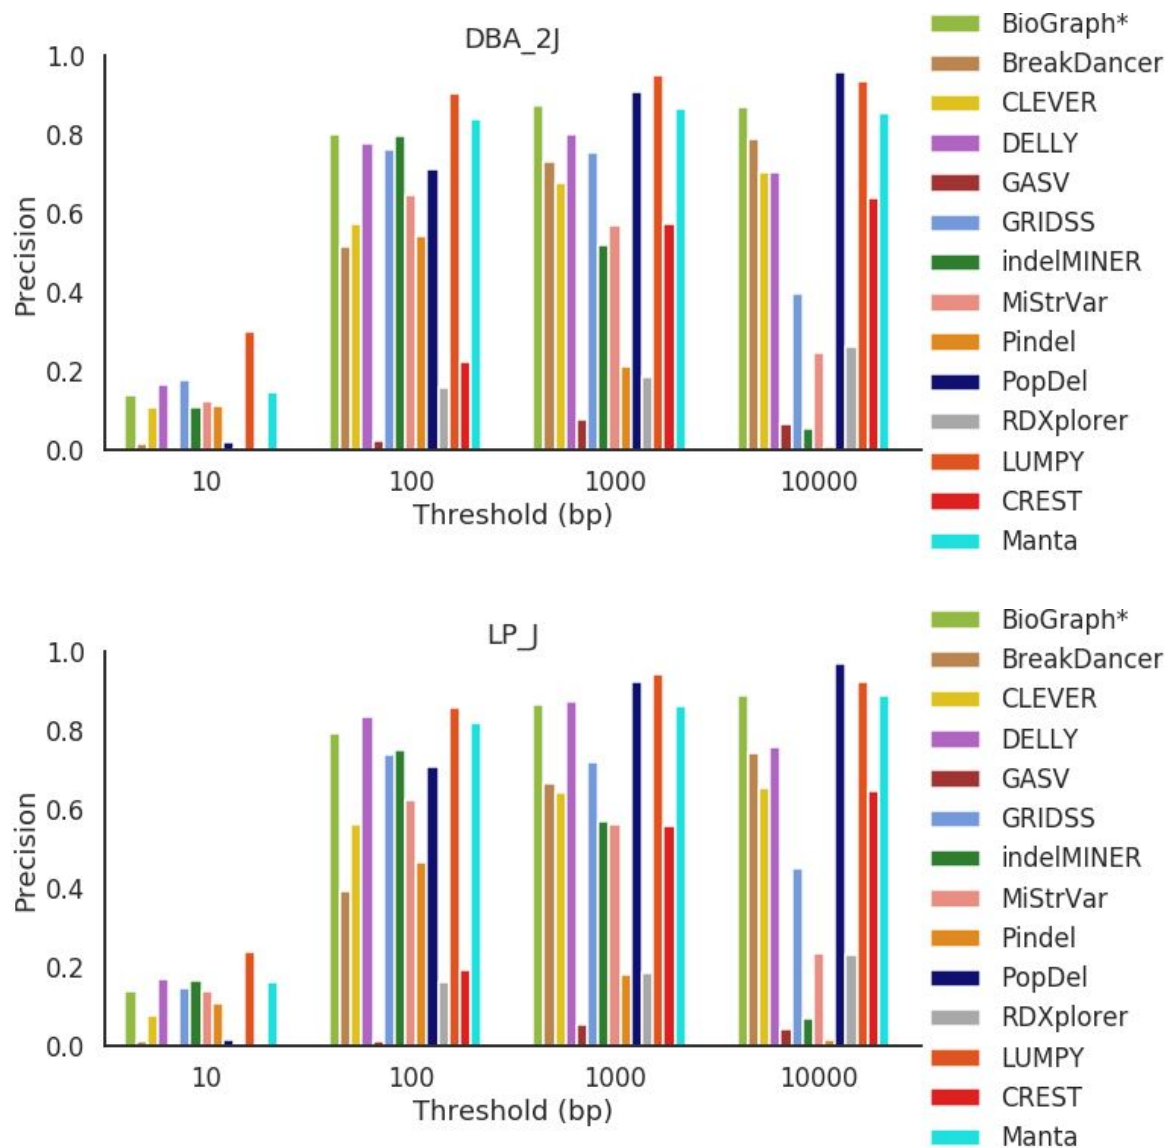 DBA_2J
Precision
1.0
0.8
0.6
0.4
0.2
0.0
10 100 1000 10000
Threshold (bp)
BioGraph*
BreakDancer
CLEVER
DELLY
GASV
GRIDSS
indelMINER
MiStrVar
Pindel
PopDel
RDXplorer
LUMPY
CREST
Manta
LP_J
Precision
1.0
0.8
0.6
0.4
0.2
0.0
10 100 1000 10000
Threshold (bp)
BioGraph*
BreakDancer
CLEVER
DELLY
GASV
GRIDSS
indelMINER
MiStrVar
Pindel
PopDel
RDXplorer
LUMPY
CREST
Manta